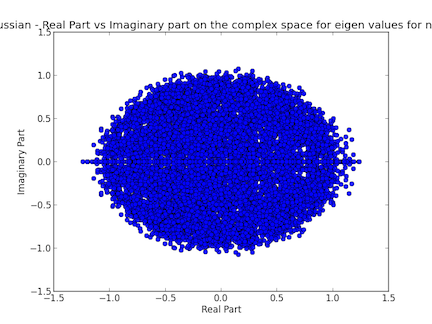 ussian - Real Part vs Imaginary part on the complex space for eigen values for n
1.5
1.0
0.5
0.0
−0.5
−1.0
−1.5
Imaginary Part
−1.5 −1.0 −0.5 0.0 0.5 1.0 1.5
Real Part